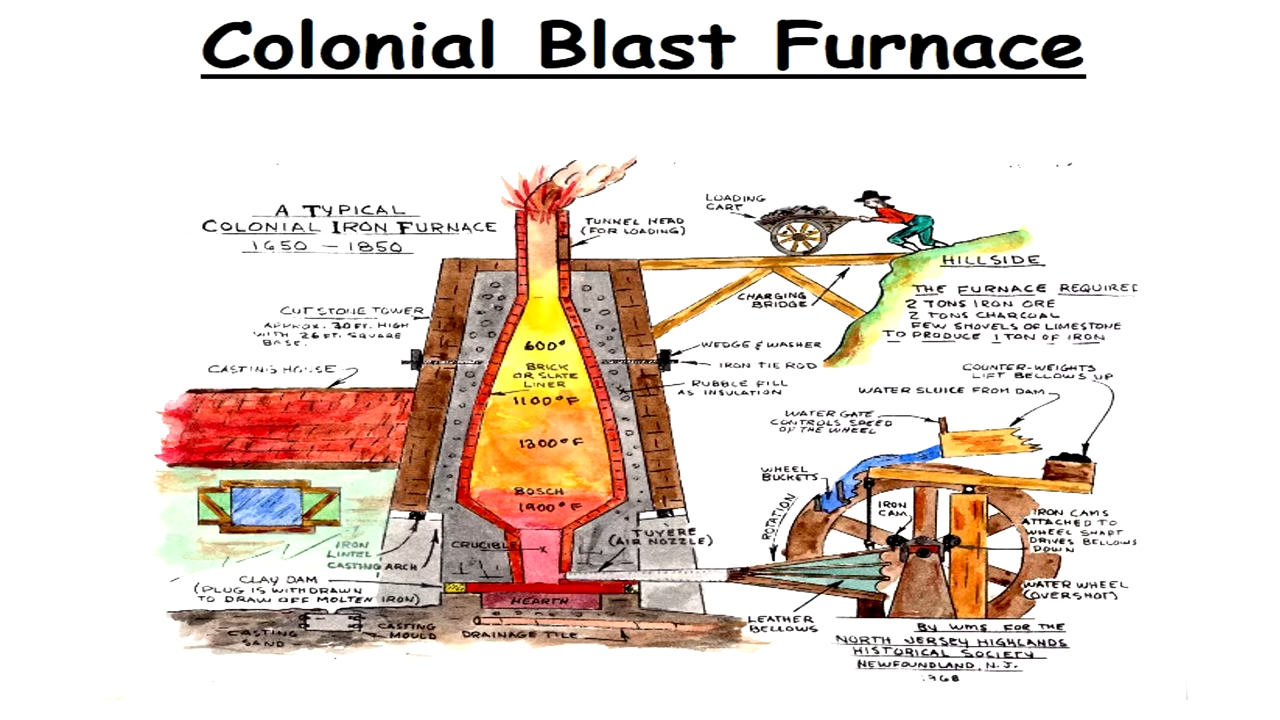 Colonial Blast Furnace
A TYPICAL
COLONIAL IRON FURNACE
1650 - 1850
TUNNEL HEAD
(FOR LOADING)
LOADING
CART
HILLSIDE
CHARGING
BRIDGE
THE FURNACE REQUIRED
2 TONS IRON ORE
2 TONS CHARCOAL
FEW SHOVELS OF LIMESTONE
TO PRODUCE 1 TON OF IRON
CUT STONE TOWER
APPROX. 30 FT. HIGH
WITH 26 FT. SQUARE
BASE.
CASTING HOUSE
600°
BRICK
OR SLATE
LINER
1100°F
1300°F
BOSCH
1900°F
WEDGE & WASHER
IRON TIE ROD
RUBBLE FILL
AS INSULATION
COUNTER-WEIGHTS
LIFT BELLOWS UP
WATER SLUICE FROM DAM
WATER GATE
CONTROLS SPEED
OF THE WHEEL
WHEEL
BUCKETS
ROTATION
IRON
CAM
IRON CAMS
ATTACHED TO
WHEEL SHAFT
DRIVES BELLOWS
DOWN
TUYERE
(AIR NOZZLE)
CRUCIBLE
IRON
LINTEL
CASTING ARCH
CLAY DAM
(PLUG IS WITHDRAWN
TO DRAW OFF MOLTEN IRON)
HEARTH
WATER WHEEL
(OVERSHOT)
LEATHER
BELLOWS
CASTING
SAND
CASTING
MOULD
DRAINAGE TILE
BY WMS FOR THE
NORTH JERSEY HIGHLANDS
HISTORICAL SOCIETY
NEWFOUNDLAND, N.J.
1968